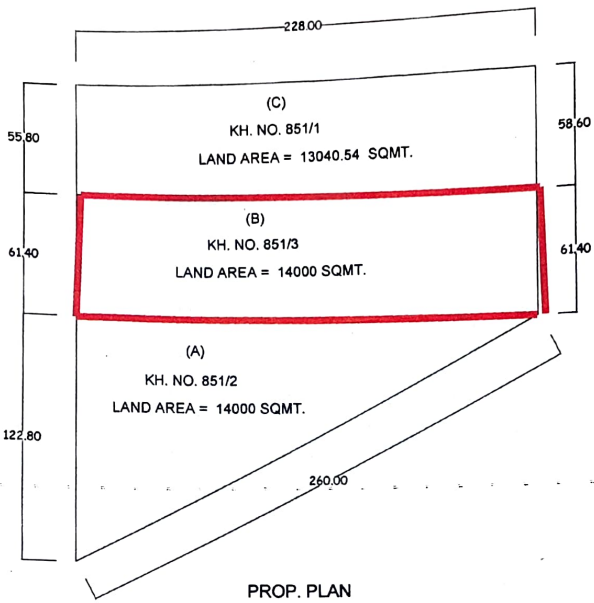 228.00
(C)
KH. NO. 851/1
LAND AREA = 13040.54 SQMT.
55.80
58.60
(B)
KH. NO. 851/3
LAND AREA = 14000 SQMT.
61.40
61.40
(A)
KH. NO. 851/2
LAND AREA = 14000 SQMT.
122.80
260.00
PROP. PLAN